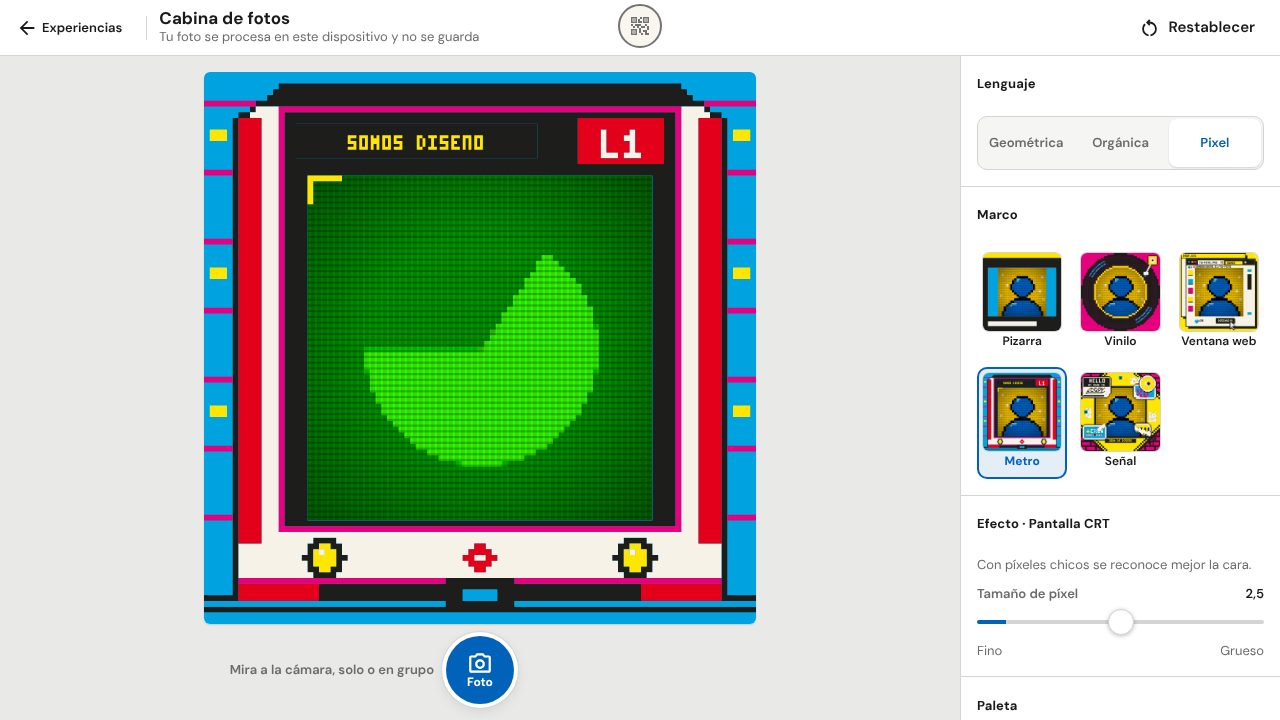 Experiencias
Cabina de fotos
Tu foto se procesa en este dispositivo y no se guarda
Restablecer
SOMOS DISENO
L1
Mira a la cámara, solo o en grupo
Foto
Lenguaje
Geométrica
Orgánica
Pixel
Marco
Pizarra
Vinilo
Ventana web
Metro
Señal
Efecto · Pantalla CRT
Con píxeles chicos se reconoce mejor la cara.
Tamaño de píxel
2,5
Fino
Grueso
Paleta